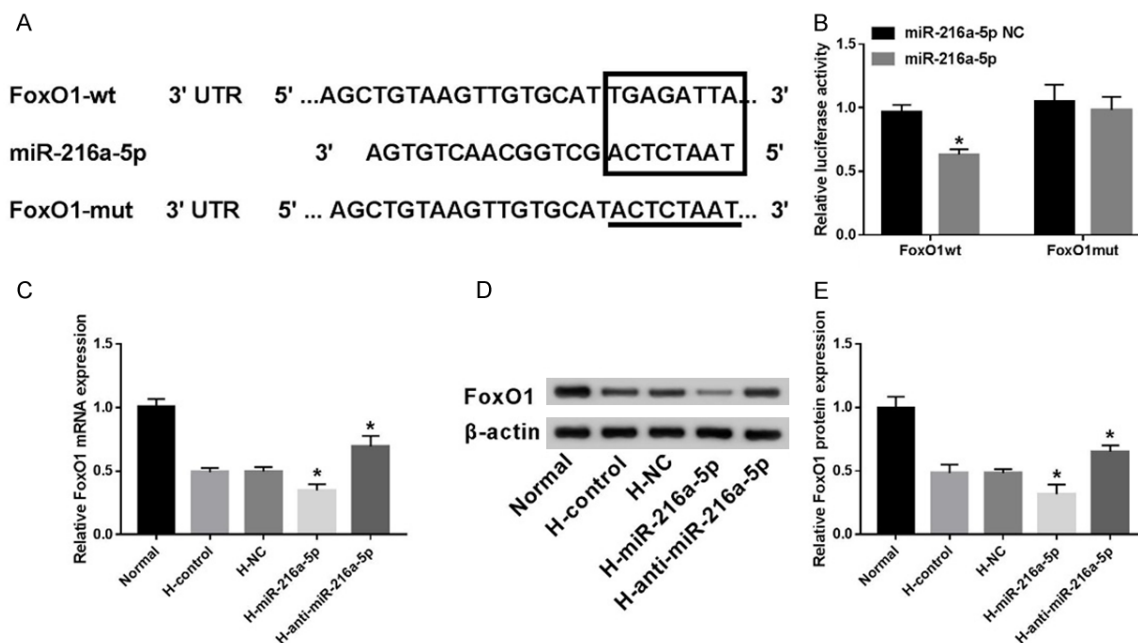 A
FoxO1-wt 3' UTR 5' ...AGCTGTAAGTTGTGCATTGAGATTA... 3'
miR-216a-5p 3' AGTGTCAACGGTCGACTCTAAT 5'
FoxO1-mut 3' UTR 5' ... AGCTGTAAGTTGTGCATACTCTAAT... 3'
B
miR-216a-5p NC
miR-216a-5p
Relative luciferase activity
1.5
1.0
0.5
0.0
*
FoxO1wt
FoxO1mut
C
Relative FoxO1 mRNA expression
1.5
1.0
0.5
0.0
*
*
Normal
H-control
H-NC
H-miR-216a-5p
H-anti-miR-216a-5p
D
FoxO1
β-actin
Normal
H-control
H-NC
H-miR-216a-5p
H-anti-miR-216a-5p
E
Relative FoxO1 protein expression
1.5
1.0
0.5
0.0
*
*
Normal
H-control
H-NC
H-miR-216a-5p
H-anti-miR-216a-5p